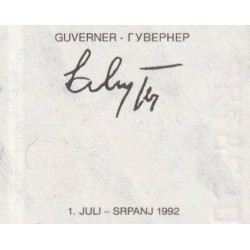 GUVERNER - ГУВЕРНЕР
1. JULI – SRPANJ 1992